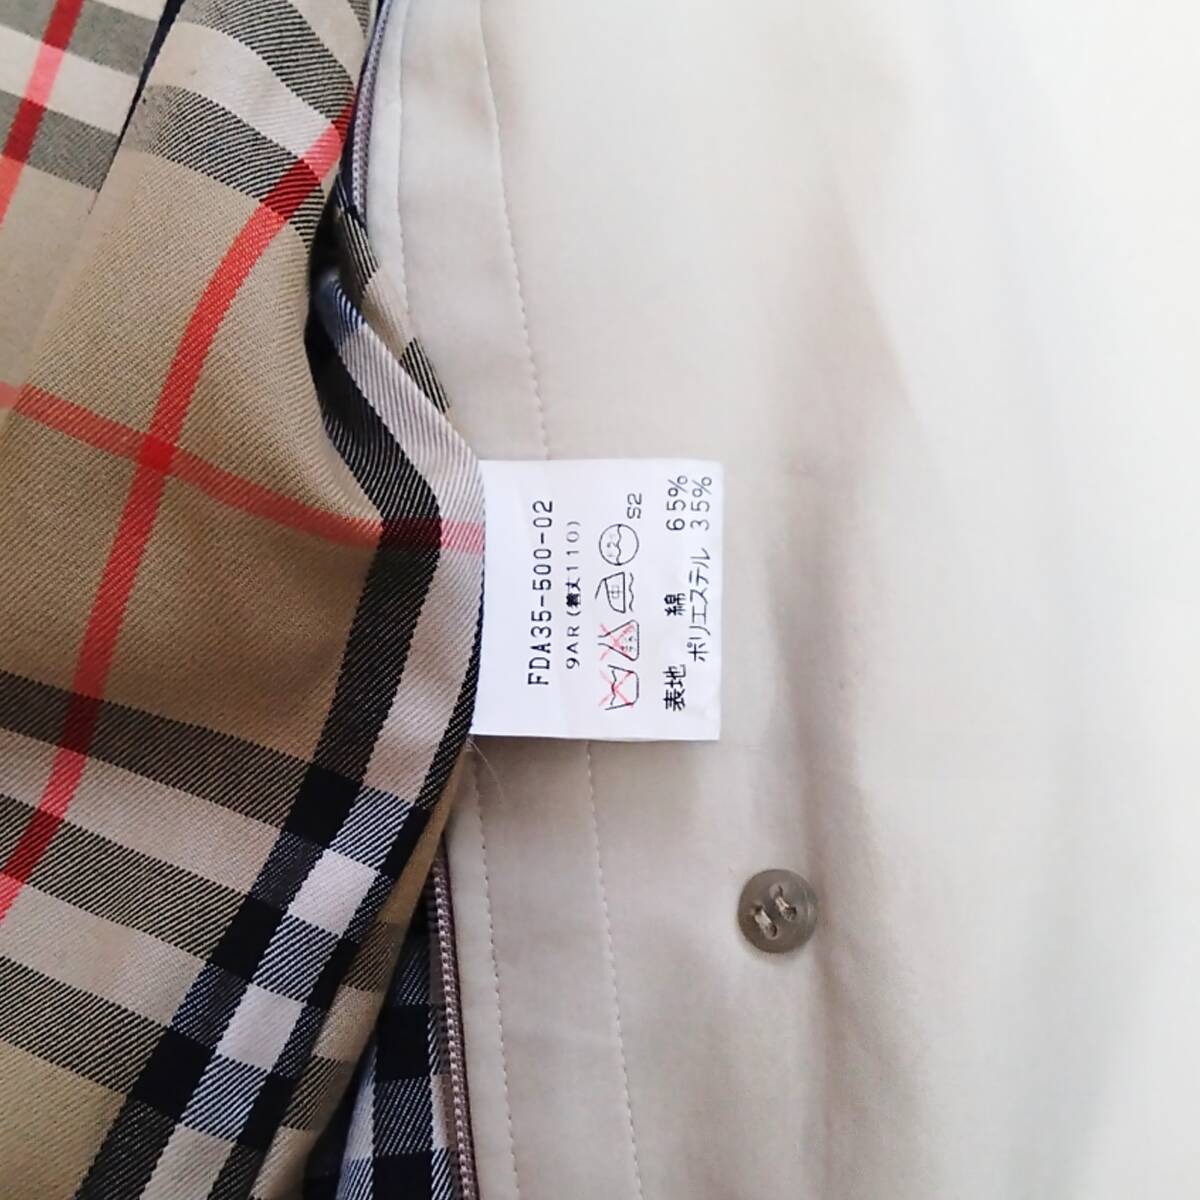 FDA35-500-02
9AR(着丈110)
中
S2
表地 綿 65%
ポリエステル 35%